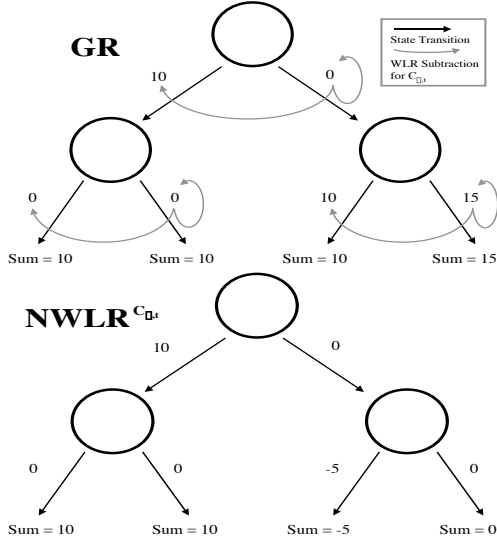 GR
State Transition
WLR Subtraction
for C▯,t
10
0
0
0
10
15
Sum = 10
Sum = 10
Sum = 10
Sum = 15
NWLR C▯,t
10
0
0
0
-5
0
Sum = 10
Sum = 10
Sum = -5
Sum = 0